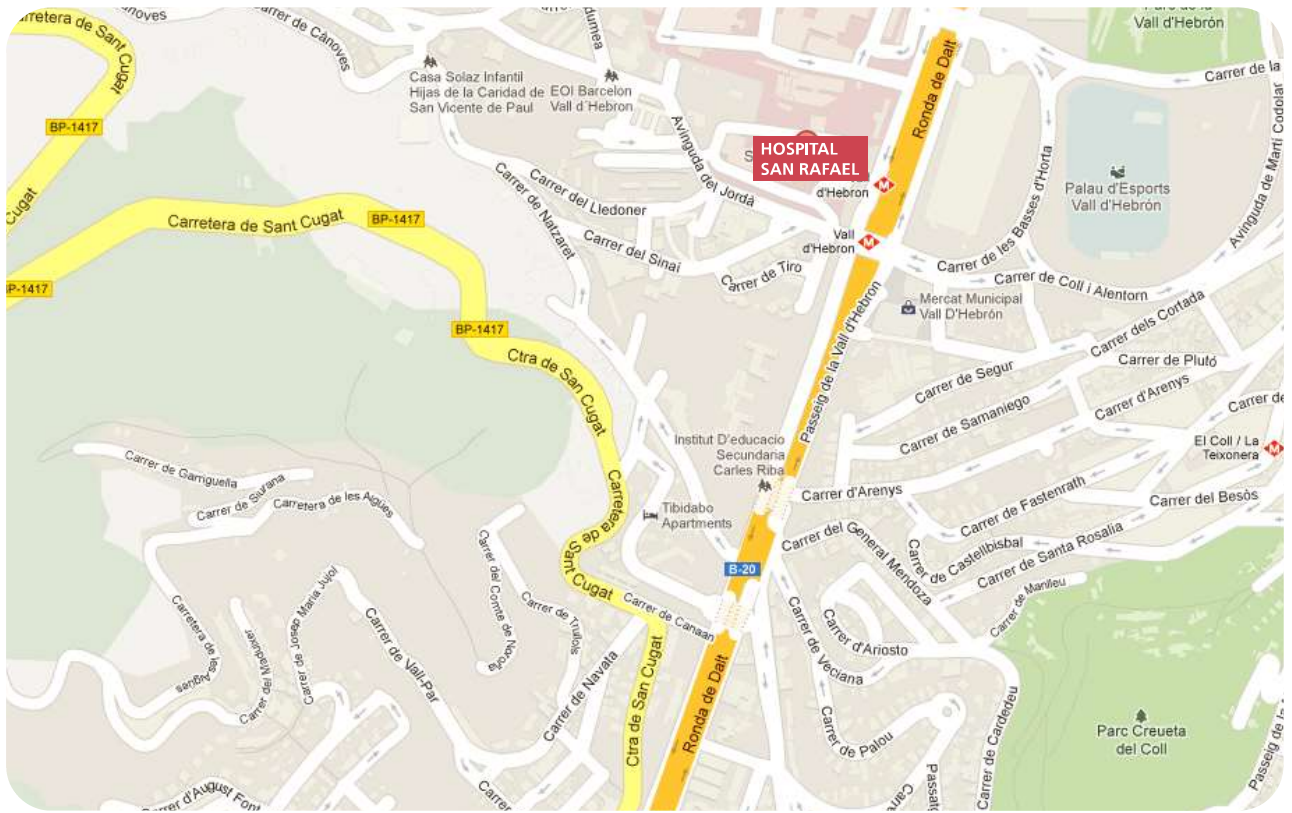 Carretera de Sant Cugat
Cànoves
Carrer de Cànoves
Vall d'Hebrón
Ronda de Dalt
Carrer de la
Casa Solaz Infantil
Hijas de la Caridad de
San Vicente de Paul
EOI Barcelon
Vall d'Hebron
BP-1417
Avinguda del Jordà
HOSPITAL
SAN RAFAEL
M
d'Hebron
Avinguda de Martí Codolar
Carrer de les Basses d'Horta
Palau d'Esports
Vall d'Hebrón
Cugat
Carrer de Natzaret
Carrer del Lledoner
Carretera de Sant Cugat
BP-1417
Vall
d'Hebron
M
Carrer del Sinaí
Carrer de Tiro
Carrer de Coll i Alentorn
BP-1417
Mercat Municipal
Vall D'Hebrón
Passeig de la Vall d'Hebron
Carrer dels Cortada
BP-1417
Ctra de San Cugat
Carrer de Plutó
Carrer de Segur
Carrer d'Arenys
Carrer de Samaniego
Carrer de
Institut D'educacio
Secundaria
Carles Riba
El Coll / La
Teixonera
M
Carrer de Garriguella
Carrer de Siurana
Carretera de les Aigües
Carretera de Sant Cugat
Carrer d'Arenys
Carrer de Fastenrath
Carrer del Besòs
Tibidabo
Apartments
Carrer del General Mendoza
Carrer de Castellbisbal
Carrer de Santa Rosalia
B-20
Carrer del Comte de Noroña
Carrer de Trullols
Carrer de Canaan
Carrer de Manlleu
Carretera de les Aigües
Carrer del Maduixer
Carrer de Josep Maria Jujol
Carrer de Vall-Par
Carrer de Navata
Ctra de San Cugat
Ronda de Dalt
Carrer de Veciana
Carrer d'Ariosto
Carrer de Palou
Carrer de Cardedeu
Parc Creueta
del Coll
Passeig de la
Carrer d'August Font